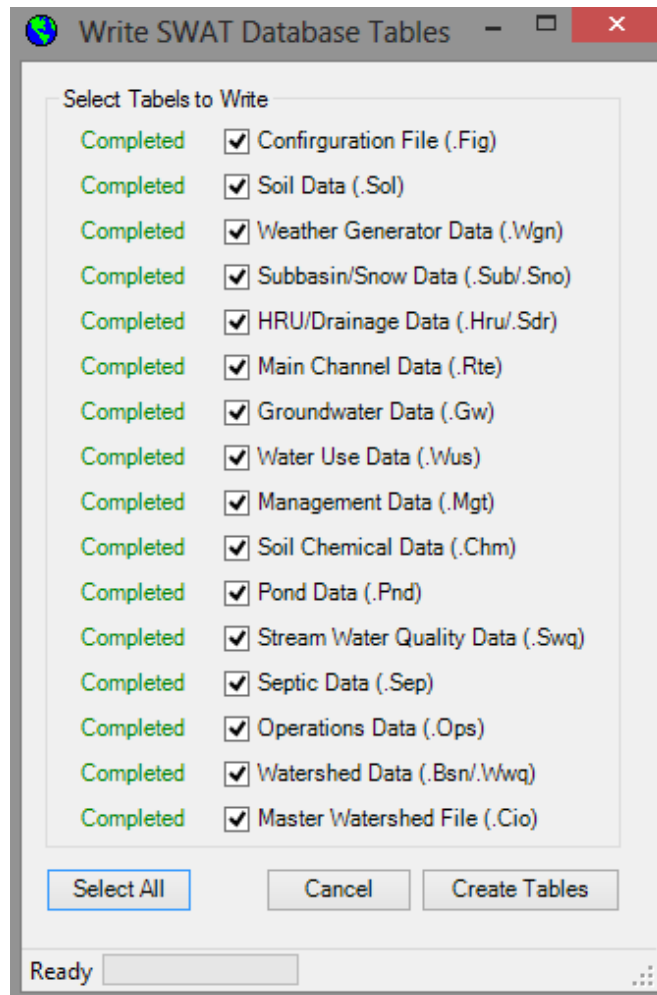 Write SWAT Database Tables
Select Tabels to Write
Completed Confirguration File (.Fig)
Completed Soil Data (.Sol)
Completed Weather Generator Data (.Wgn)
Completed Subbasin/Snow Data (.Sub/.Sno)
Completed HRU/Drainage Data (.Hru/.Sdr)
Completed Main Channel Data (.Rte)
Completed Groundwater Data (.Gw)
Completed Water Use Data (.Wus)
Completed Management Data (.Mgt)
Completed Soil Chemical Data (.Chm)
Completed Pond Data (.Pnd)
Completed Stream Water Quality Data (.Swq)
Completed Septic Data (.Sep)
Completed Operations Data (.Ops)
Completed Watershed Data (.Bsn/.Wwq)
Completed Master Watershed File (.Cio)
Select All Cancel Create Tables
Ready